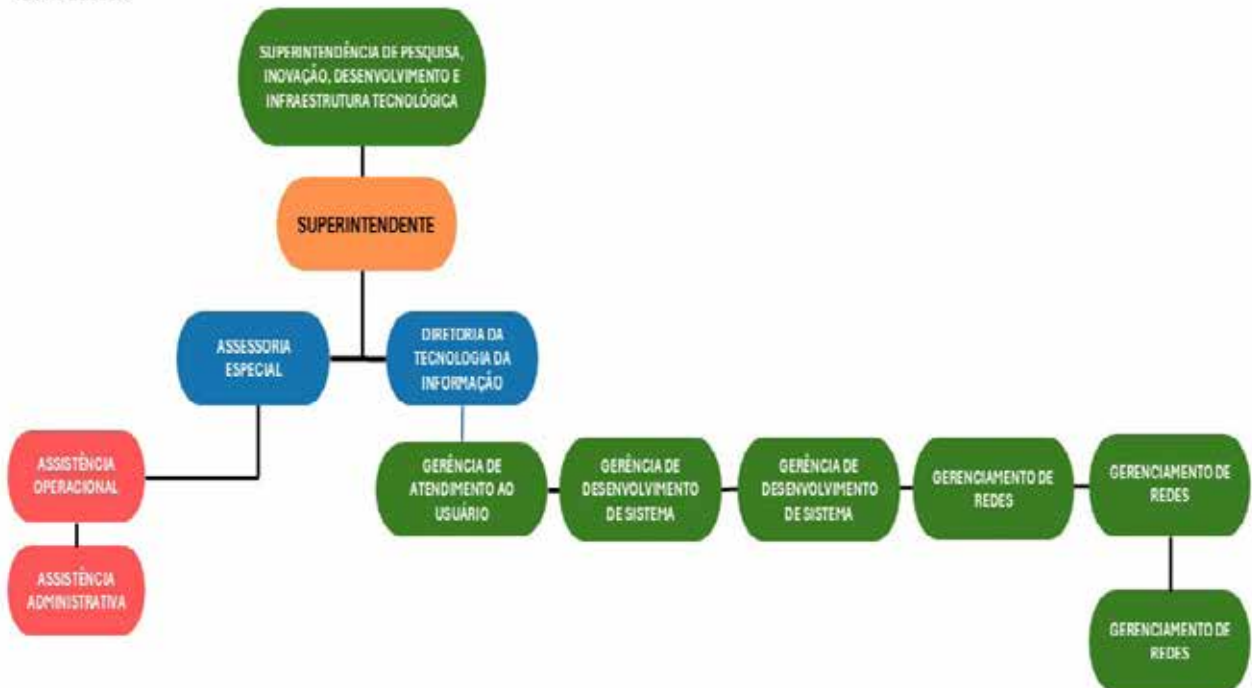 SUPERINTENDÊNCIA DE PESQUISA,
INOVAÇÃO, DESENVOLVIMENTO E
INFRAESTRUTURA TECNOLÓGICA
SUPERINTENDENTE
ASSESSORIA
ESPECIAL
DIRETORIA DA
TECNOLOGIA DA
INFORMAÇÃO
ASSISTÊNCIA
OPERACIONAL
GERÊNCIA DE
ATENDIMENTO AO
USUÁRIO
GERÊNCIA DE
DESENVOLVIMENTO
DE SISTEMA
GERÊNCIA DE
DESENVOLVIMENTO
DE SISTEMA
GERENCIAMENTO DE
REDES
GERENCIAMENTO DE
REDES
ASSISTÊNCIA
ADMINISTRATIVA
GERENCIAMENTO DE
REDES